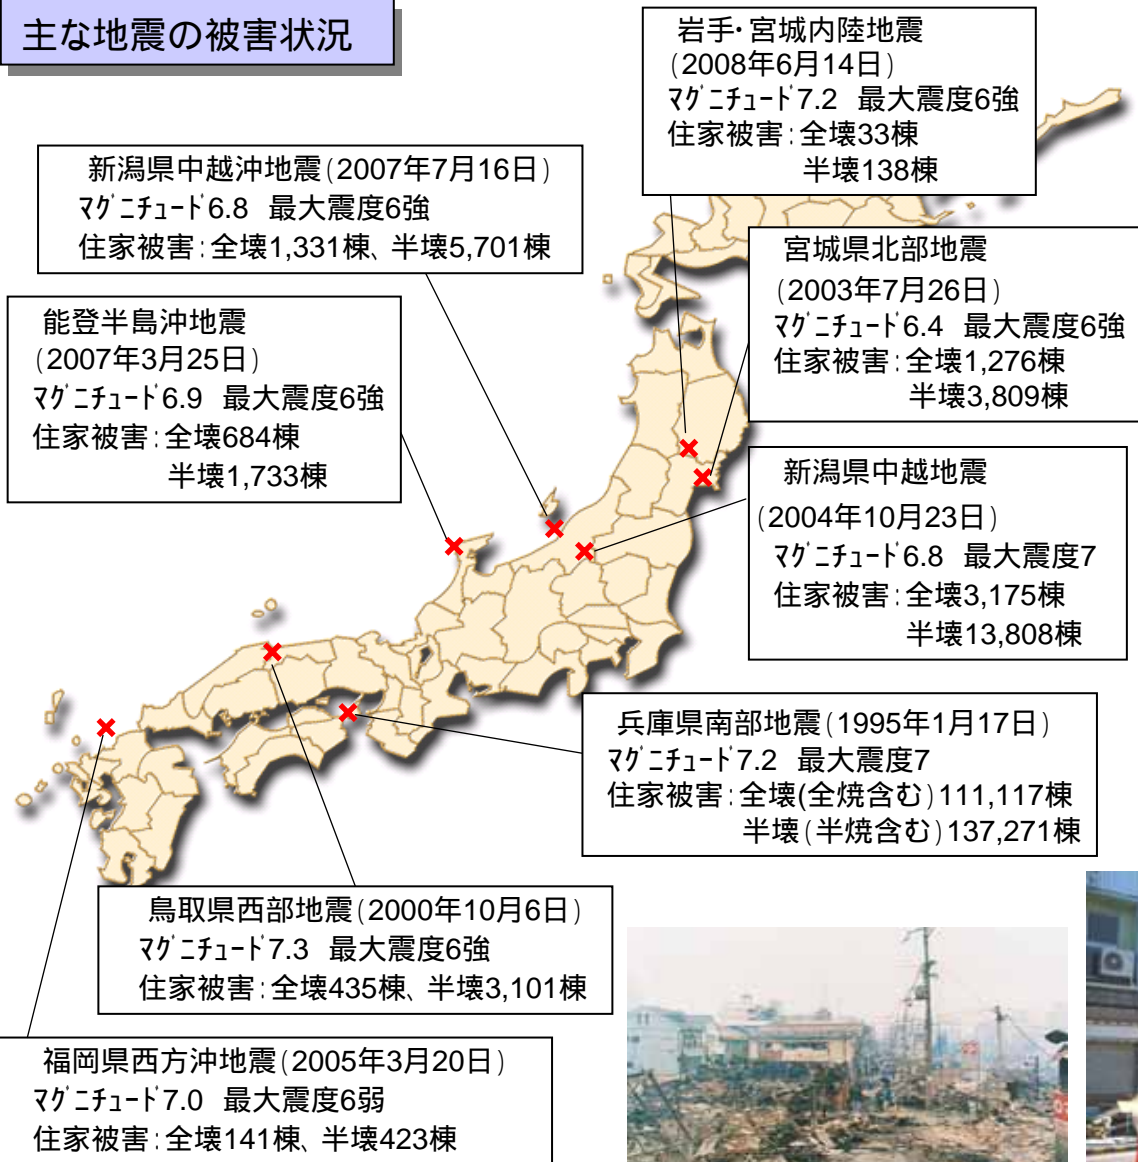 主な地震の被害状況
岩手・宮城内陸地震
(2008年6月14日)
ﾏｸﾞﾆﾁｭｰﾄﾞ7.2 最大震度6強
住家被害:全壊33棟
半壊138棟
新潟県中越沖地震(2007年7月16日)
ﾏｸﾞﾆﾁｭｰﾄﾞ6.8 最大震度6強
住家被害:全壊1,331棟、半壊5,701棟
宮城県北部地震
(2003年7月26日)
ﾏｸﾞﾆﾁｭｰﾄﾞ6.4 最大震度6強
住家被害:全壊1,276棟
半壊3,809棟
能登半島沖地震
(2007年3月25日)
ﾏｸﾞﾆﾁｭｰﾄﾞ6.9 最大震度6強
住家被害:全壊684棟
半壊1,733棟
新潟県中越地震
(2004年10月23日)
ﾏｸﾞﾆﾁｭｰﾄﾞ6.8 最大震度7
住家被害:全壊3,175棟
半壊13,808棟
兵庫県南部地震(1995年1月17日)
ﾏｸﾞﾆﾁｭｰﾄﾞ7.2 最大震度7
住家被害:全壊(全焼含む)111,117棟
半壊(半焼含む)137,271棟
鳥取県西部地震(2000年10月6日)
ﾏｸﾞﾆﾁｭｰﾄﾞ7.3 最大震度6強
住家被害:全壊435棟、半壊3,101棟
福岡県西方沖地震(2005年3月20日)
ﾏｸﾞﾆﾁｭｰﾄﾞ7.0 最大震度6弱
住家被害:全壊141棟、半壊423棟